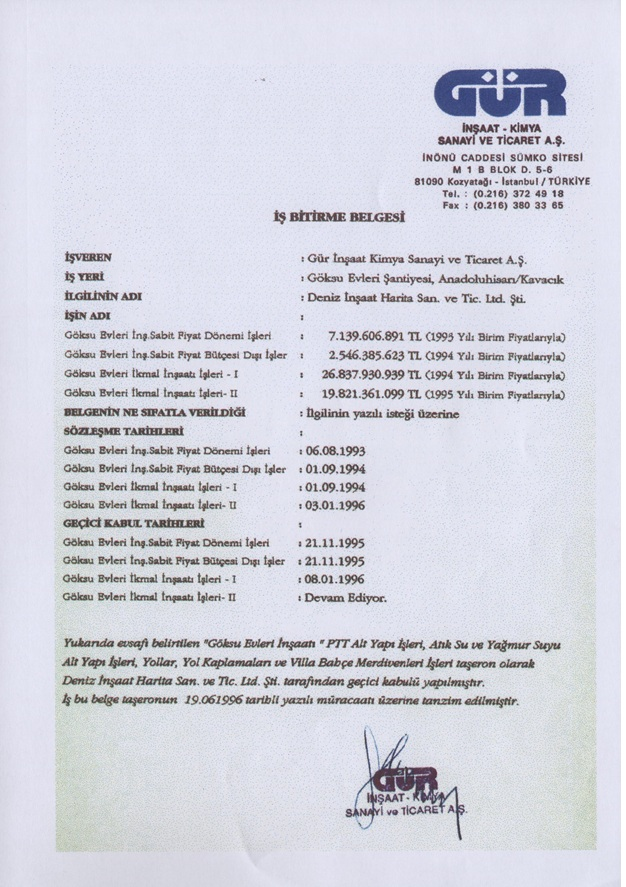 GÜR
İNŞAAT - KİMYA
SANAYİ VE TİCARET A.Ş.
İNÖNÜ CADDESİ SÜMKO SİTESİ
M 1 B BLOK D. 5-6
81090 Kozyatağı - İstanbul / TÜRKİYE
Tel. : (0.216) 372 49 18
Fax : (0.216) 380 33 65
İŞ BİTİRME BELGESİ
İŞVEREN : Gür İnşaat Kimya Sanayi ve Ticaret A.Ş.
İŞ YERİ : Göksu Evleri Şantiyesi, Anadoluhisarı/Kavacık
İLGİLİNİN ADI : Deniz İnşaat Harita San. ve Tic. Ltd. Şti.
İŞİN ADI :
Göksu Evleri İnş.Sabit Fiyat Dönemi İşleri : 7.139.606.891 TL (1993 Yılı Birim Fiyatlarıyla)
Göksu Evleri İnş.Sabit Fiyat Bütçesi Dışı İşler : 2.546.385.623 TL (1994 Yılı Birim Fiyatlarıyla)
Göksu Evleri İkmal İnşaatı İşleri - I : 26.837.930.939 TL (1994 Yılı Birim Fiyatlarıyla)
Göksu Evleri İkmal İnşaatı İşleri- II : 19.821.361.099 TL (1995 Yılı Birim Fiyatlarıyla)
BELGENİN NE SIFATLA VERİLDİĞİ : İlgilinin yazılı isteği üzerine
SÖZLEŞME TARİHLERİ :
Göksu Evleri İnş.Sabit Fiyat Dönemi İşleri : 06.08.1993
Göksu Evleri İnş.Sabit Fiyat Bütçesi Dışı İşler : 01.09.1994
Göksu Evleri İkmal İnşaatı İşleri - I : 01.09.1994
Göksu Evleri İkmal İnşaatı İşleri- II : 03.01.1996
GEÇİCİ KABUL TARİHLERİ :
Göksu Evleri İnş.Sabit Fiyat Dönemi İşleri : 21.11.1995
Göksu Evleri İnş.Sabit Fiyat Bütçesi Dışı İşler : 21.11.1995
Göksu Evleri İkmal İnşaatı İşleri - I : 08.01.1996
Göksu Evleri İkmal İnşaatı İşleri- II : Devam Ediyor.
Yukarıda evsafı belirtilen "Göksu Evleri İnşaatı " PTT Alt Yapı İşleri, Atık Su ve Yağmur Suyu
Alt Yapı İşleri, Yollar, Yol Kaplamaları ve Villa Bahçe Merdivenleri İşleri taşeron olarak
Deniz İnşaat Harita San. ve Tic. Ltd. Şti. tarafından geçici kabulü yapılmıştır.
İş bu belge taşeronun 19.061996 tarihli yazılı müracaatı üzerine tanzim edilmiştir.
GÜR
İNŞAAT - KİMYA
SANAYİ ve TİCARET A.Ş.